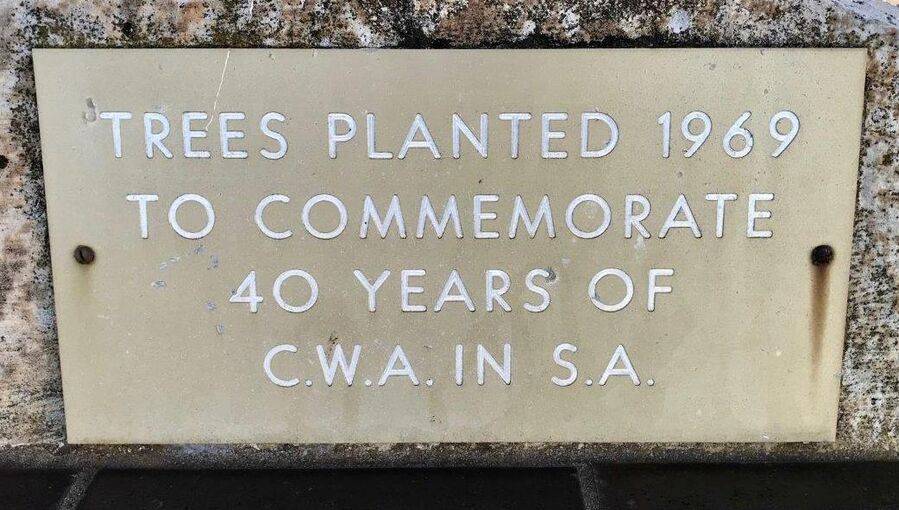 TREES PLANTED 1969
TO COMMEMORATE
40 YEARS OF
C.W.A. IN S.A.